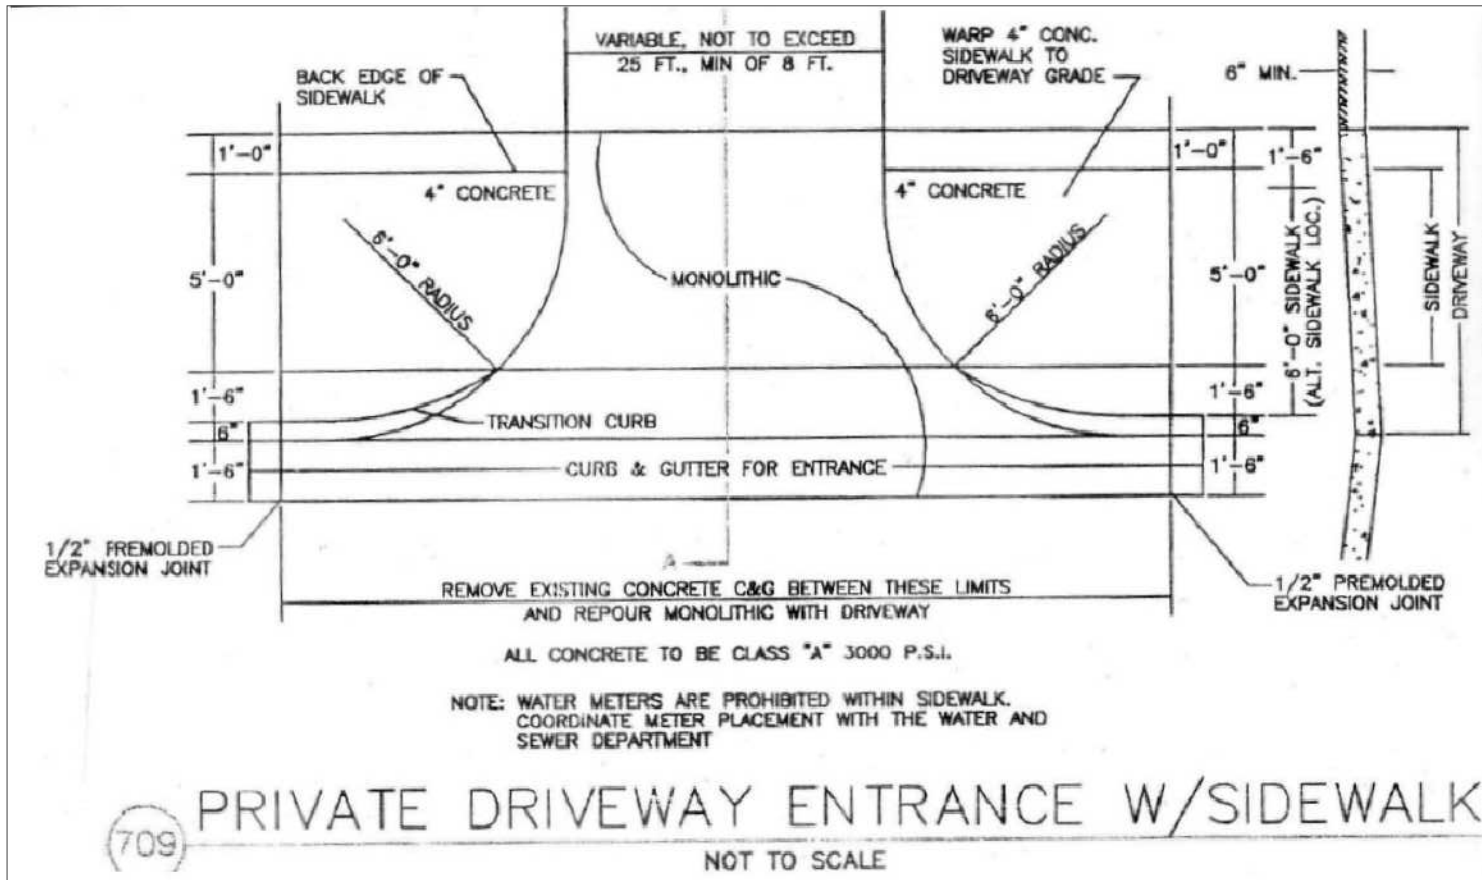 VARIABLE, NOT TO EXCEED
25 FT., MIN OF 8 FT.
WARP 4" CONC.
SIDEWALK TO
DRIVEWAY GRADE
BACK EDGE OF
SIDEWALK
6" MIN.
1'-0"
1'-0"
1'-6"
4" CONCRETE
4" CONCRETE
6'-0" RADIUS
6'-0" RADIUS
5'-0"
MONOLITHIC
5'-0"
6'-0" SIDEWALK
(ALT. SIDEWALK LOC.)
SIDEWALK
DRIVEWAY
1'-6"
1'-6"
TRANSITION CURB
6"
6"
1'-6"
CURB & GUTTER FOR ENTRANCE
1'-6"
1/2" PREMOLDED
EXPANSION JOINT
A
1/2" PREMOLDED
EXPANSION JOINT
REMOVE EXISTING CONCRETE C&G BETWEEN THESE LIMITS
AND REPOUR MONOLITHIC WITH DRIVEWAY
ALL CONCRETE TO BE CLASS "A" 3000 P.S.I.
NOTE: WATER METERS ARE PROHIBITED WITHIN SIDEWALK.
COORDINATE METER PLACEMENT WITH THE WATER AND
SEWER DEPARTMENT
709
PRIVATE DRIVEWAY ENTRANCE W/SIDEWALK
NOT TO SCALE